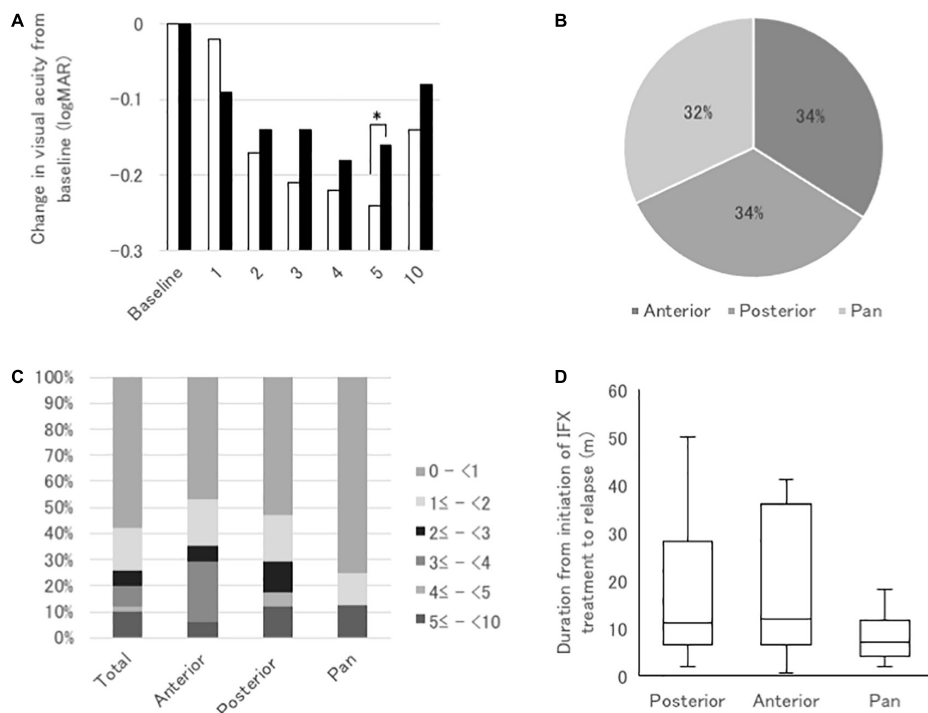 A
Change in visual acuity from
baseline (logMAR)
0
-0.1
-0.2
-0.3
*
Baseline
1
2
3
4
5
10
B
32%
34%
34%
Anterior
Posterior
Pan
C
100%
90%
80%
70%
60%
50%
40%
30%
20%
10%
0%
Total
Anterior
Posterior
Pan
0 - <1
1≤ - <2
2≤ - <3
3≤ - <4
4≤ - <5
5≤ - <10
D
Duration from initiation of IFX
treatment to relapse (m)
60
50
40
30
20
10
0
Posterior
Anterior
Pan